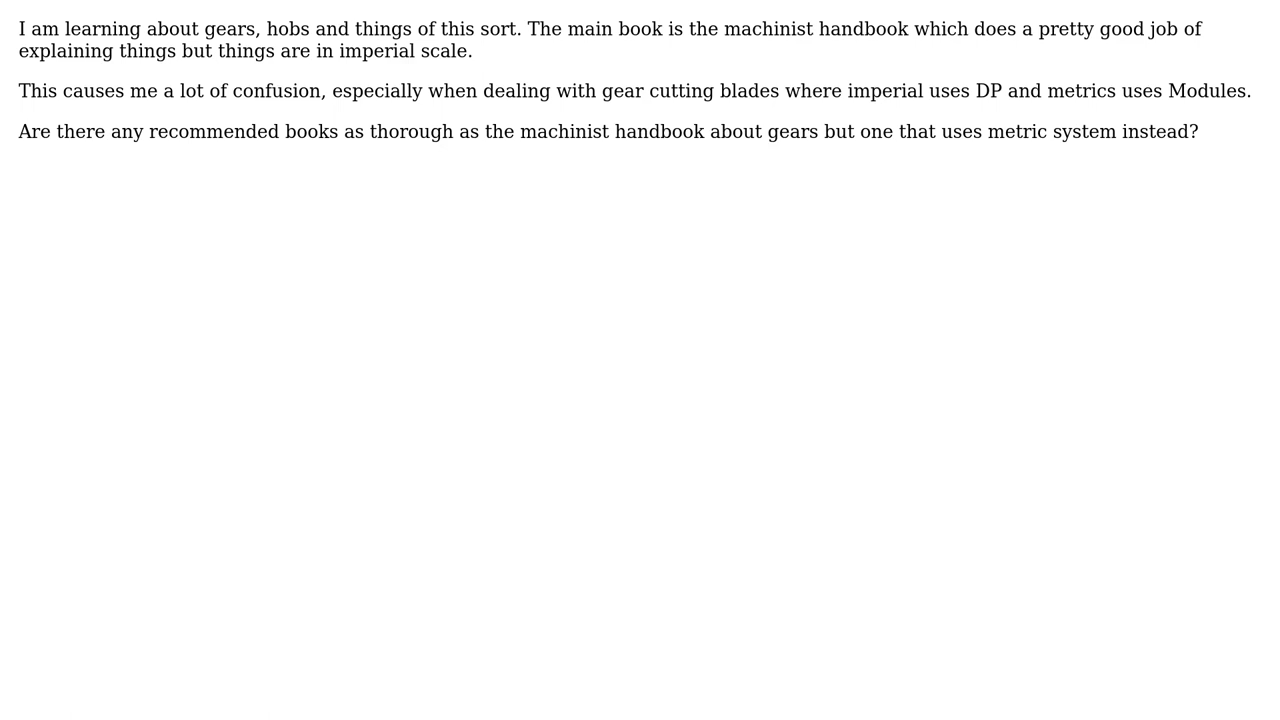 I am learning about gears, hobs and things of this sort. The main book is the machinist handbook which does a pretty good job of
explaining things but things are in imperial scale.
This causes me a lot of confusion, especially when dealing with gear cutting blades where imperial uses DP and metrics uses Modules.
Are there any recommended books as thorough as the machinist handbook about gears but one that uses metric system instead?